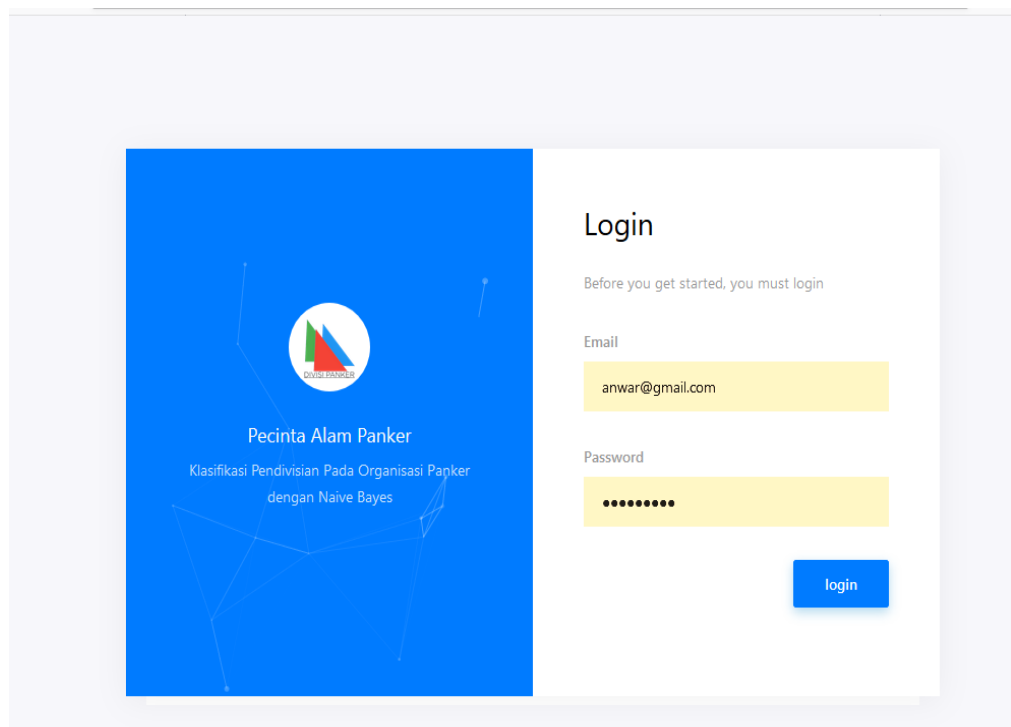 DIVISI PANKER
Pecinta Alam Panker
Klasifikasi Pendivisian Pada Organisasi Panker
dengan Naive Bayes
Login
Before you get started, you must login
Email
anwar@gmail.com
Password
•••••••••
login